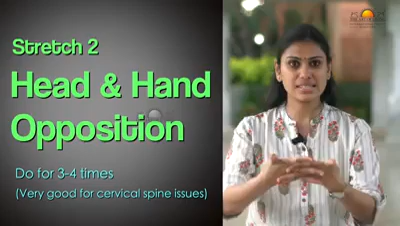 Stretch 2
Head & Hand
Opposition
Do for 3-4 times
(Very good for cervical spine issues)